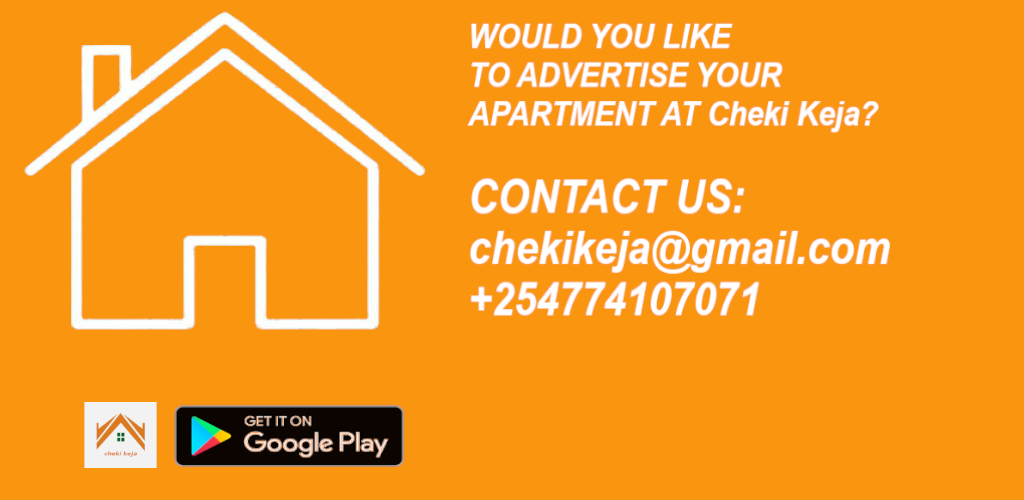 WOULD YOU LIKE
TO ADVERTISE YOUR
APARTMENT AT Cheki Keja?
CONTACT US:
chekikeja@gmail.com
+254774107071
cheki keja
GET IT ON
Google Play